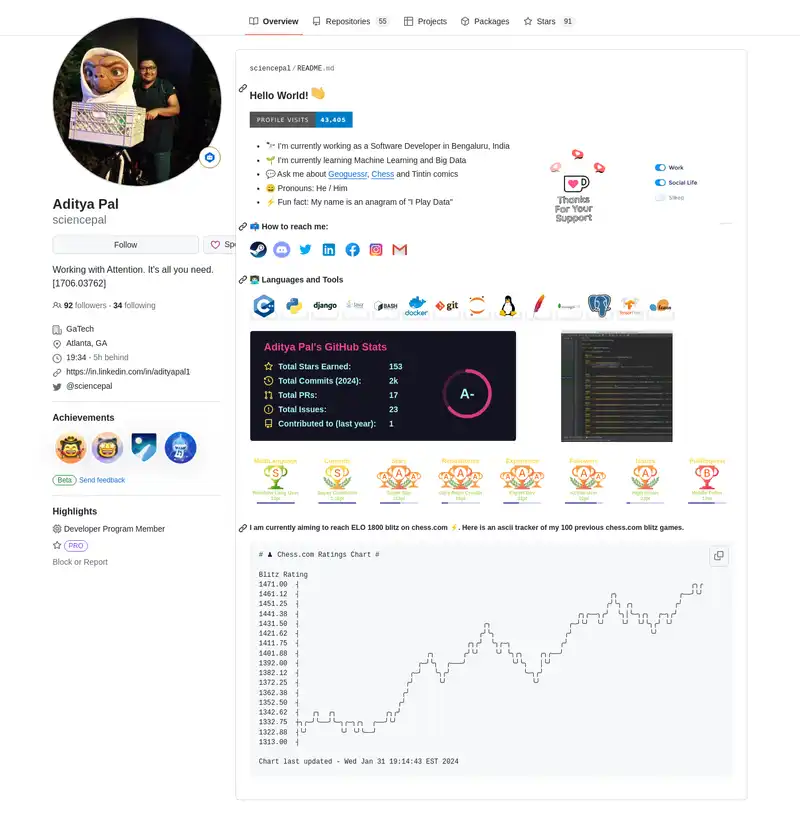 Overview
Repositories 55
Projects
Packages
Stars 91
Aditya Pal
sciencepal
Follow
Working with Attention. It's all you need.
[1706.03762]
92 followers · 34 following
GaTech
Atlanta, GA
19:34 - 5h behind
https://in.linkedin.com/in/adityapal1
@sciencepal
Achievements
Beta Send feedback
Highlights
Developer Program Member
PRO
Block or Report
sciencepal/README.md
Hello World! 👋
PROFILE VISITS 43,405
🔭 I'm currently working as a Software Developer in Bengaluru, India
🌱 I'm currently learning Machine Learning and Big Data
💬 Ask me about Geoguessr, Chess and Tintin comics
😄 Pronouns: He / Him
⚡ Fun fact: My name is an anagram of "I Play Data"
Thanks
For Your
Support
Work
Social Life
Sleep
📫 How to reach me:
👨‍💻 Languages and Tools
django
BASH
docker
git
Aditya Pal's GitHub Stats
Total Stars Earned: 153
Total Commits (2024): 2k
Total PRs: 17
Total Issues: 23
Contributed to (last year): 1
A-
S S A A A A A A A A A A B
I am currently aiming to reach ELO 1800 blitz on chess.com ⚡. Here is an ascii tracker of my 100 previous chess.com blitz games.
# ♟ Chess.com Ratings Chart #
Blitz Rating
1471.00
1461.12
1451.25
1441.38
1431.50
1421.62
1411.75
1401.88
1392.00
1382.12
1372.25
1362.38
1352.50
1342.62
1332.75
1322.88
1313.00
Chart last updated - Wed Jan 31 19:14:43 EST 2024